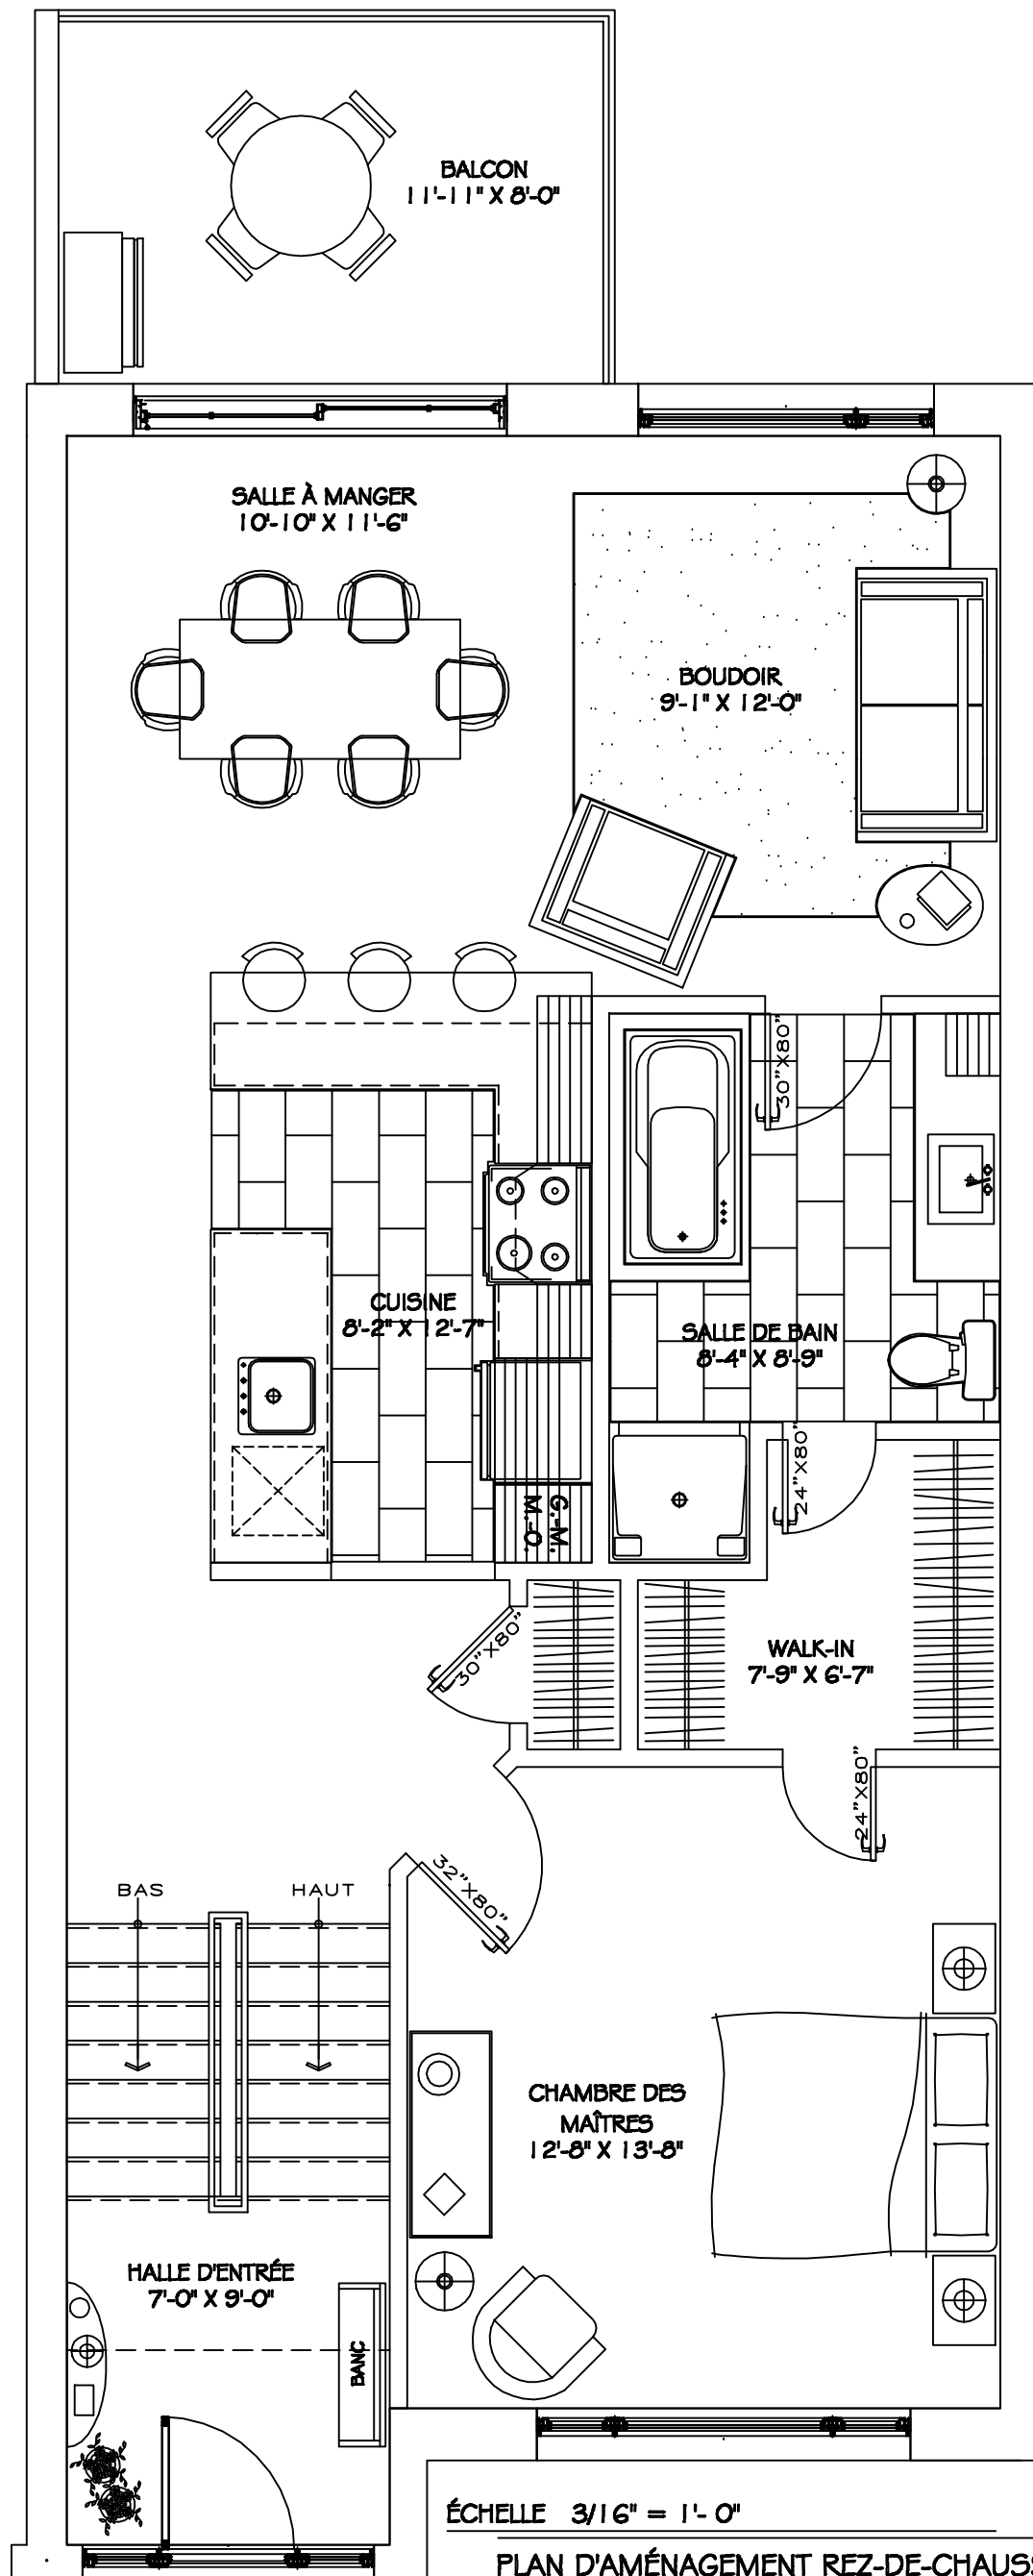 BALCON
11'-11" X 8'-0"
SALLE À MANGER
10'-10" X 11'-6"
BOUDOIR
9'-1" X 12'-0"
30"X80"
CUISINE
8'-2" X 12'-7"
SALLE DE BAIN
8'-4" X 8'-9"
24"X80"
G.-M.
M.-O.
30"X80"
WALK-IN
7'-9" X 6'-7"
24"X80"
32"X80"
BAS
HAUT
CHAMBRE DES
MAÎTRES
12'-8" X 13'-8"
HALLE D'ENTRÉE
7'-0" X 9'-0"
BANC
ÉCHELLE 3/16" = 1'- 0"
PLAN D'AMÉNAGEMENT REZ-DE-CHAUS